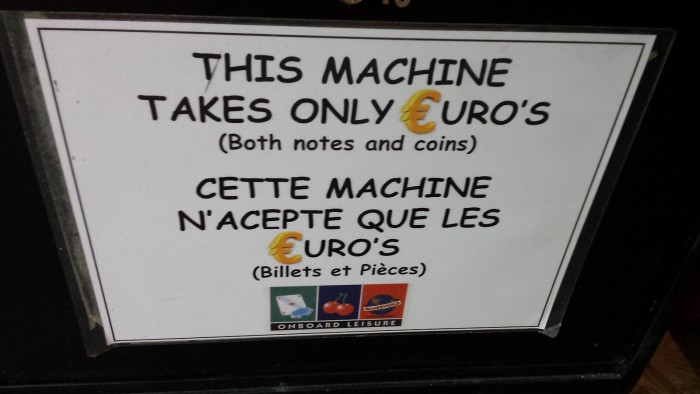 THIS MACHINE
TAKES ONLY €URO'S
(Both notes and coins)
CETTE MACHINE
N'ACEPTE QUE LES
€URO'S
(Billets et Pièces)
ONBOARD LEISURE